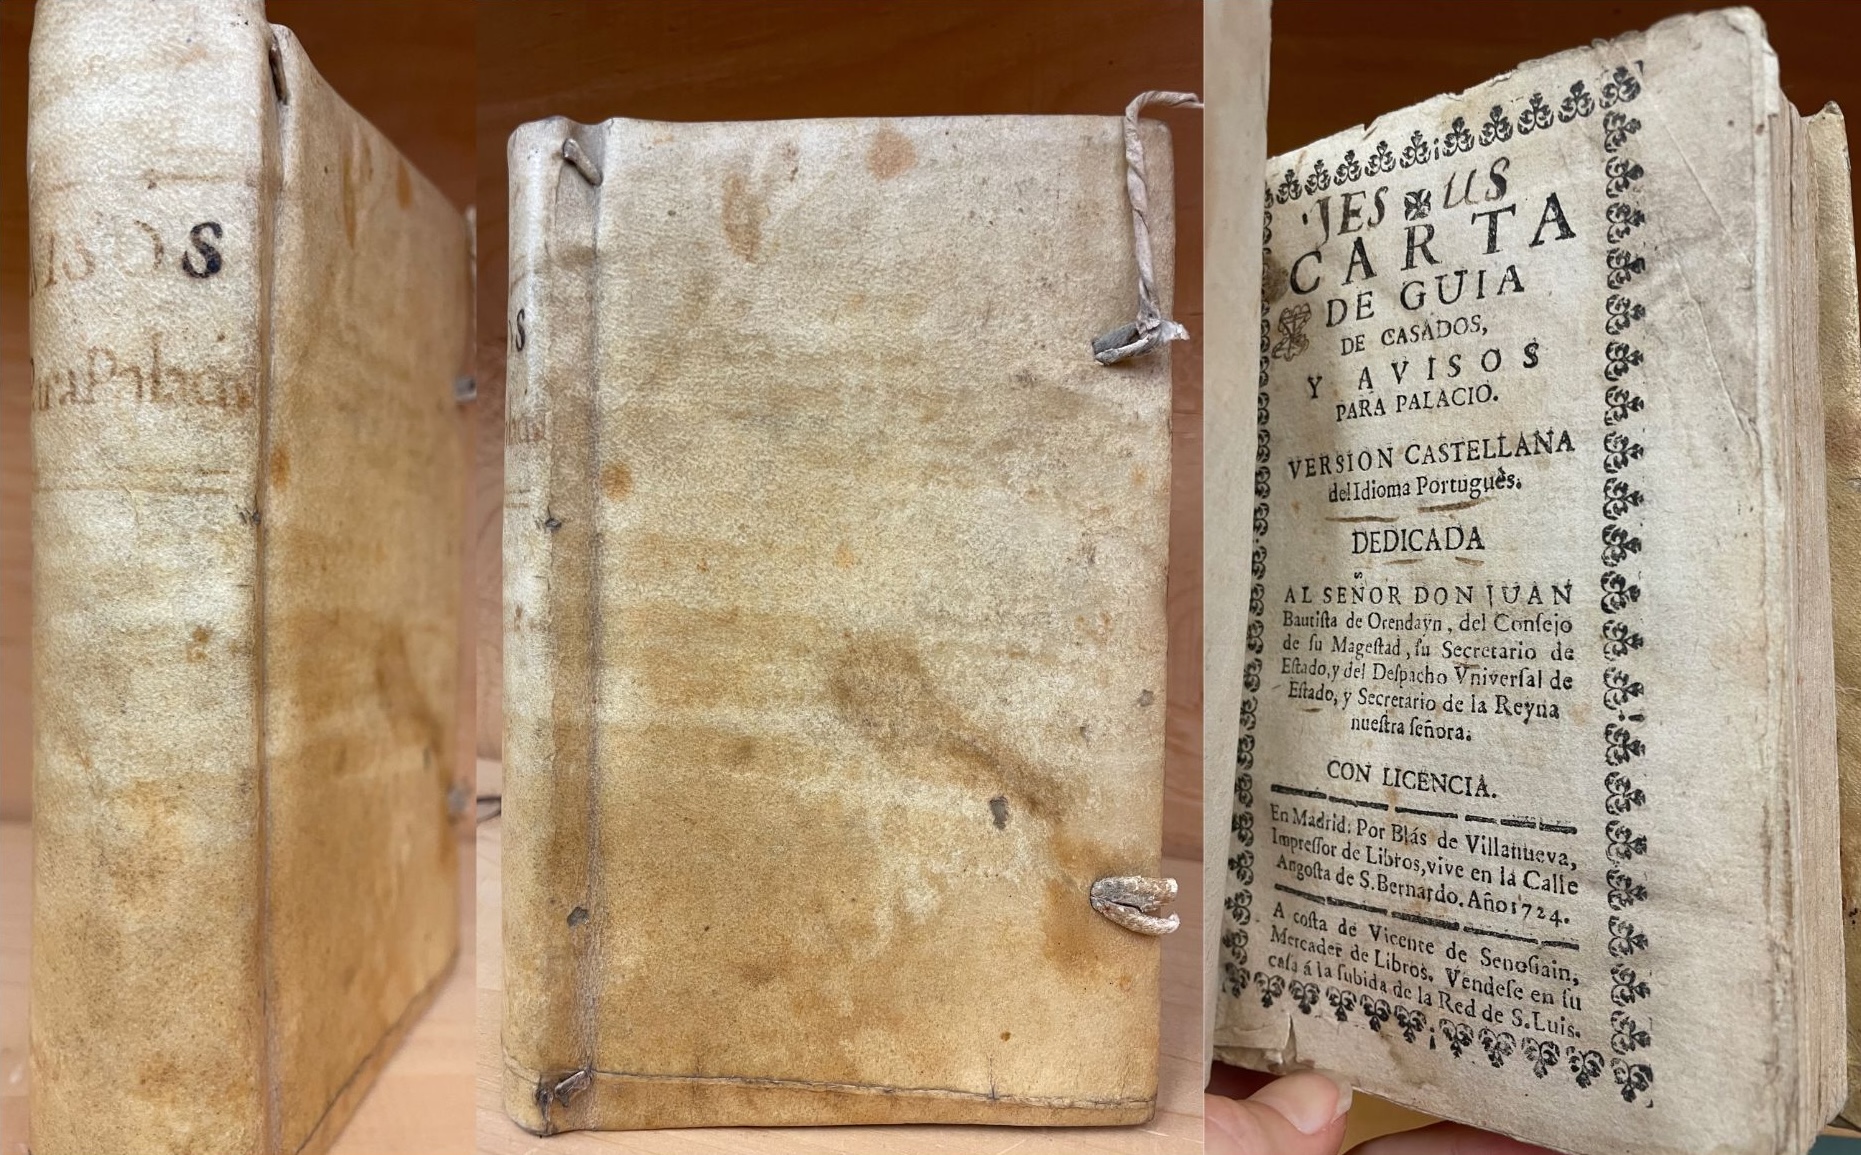 s
JES US
CARTA
DE GUIA
DE CASADOS,
Y AVISOS
PARA PALACIO.
VERSION CASTELLANA
del Idioma Portuguès.
DEDICADA
AL SEÑOR DON JUAN
Bautiſta de Orendayn, del Conſejo
de ſu Mageſtad, ſu Secretario de
Eſtado, y del Deſpacho Vniverſal de
Eſtado, y Secretario de la Reyna
nueſtra ſeñora.
CON LICENCIA.
En Madrid: Por Blás de Villanueva,
Impreſſor de Libros, vive en la Calle
Angoſta de S. Bernardo. Año 1724.
A coſta de Vicente de Senoſiain,
Mercader de Libros. Vendeſe en ſu
caſa á la ſubida de la Red de S. Luis.